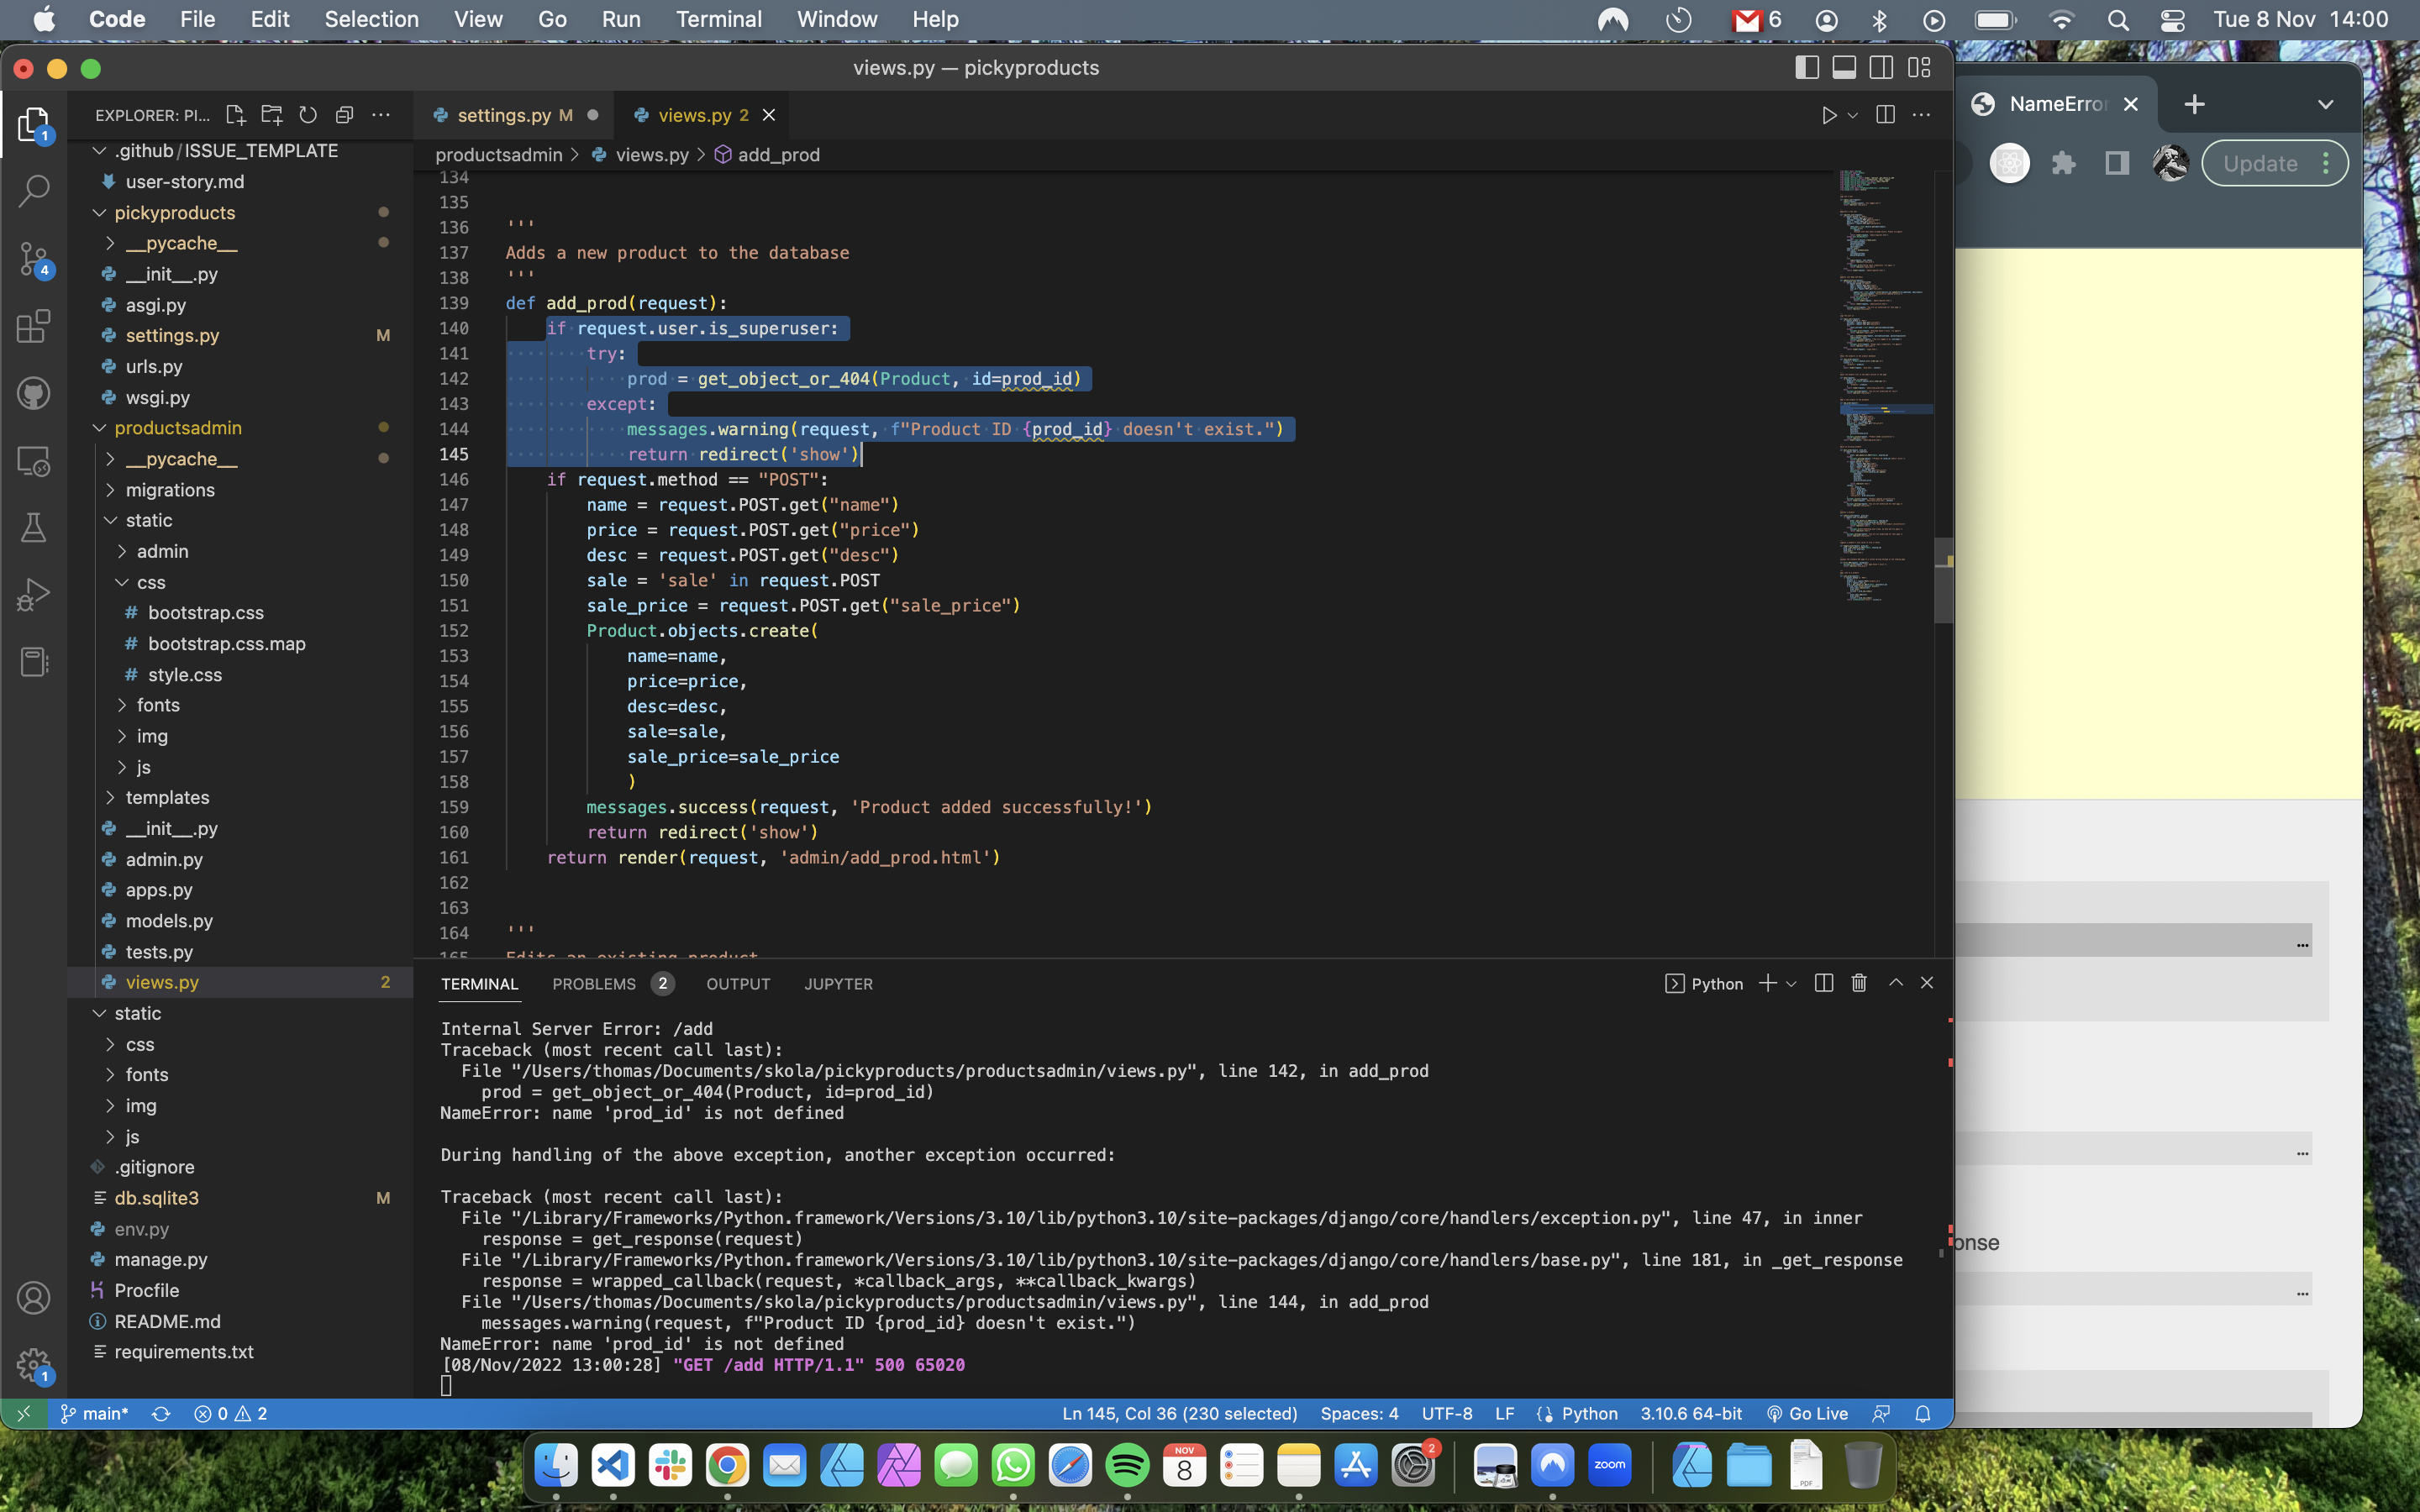 Code File Edit Selection View Go Run Terminal Window Help 6 Tue 8 Nov 14:00
views.py — pickyproducts
EXPLORER: PI...
.github/ISSUE_TEMPLATE
user-story.md
pickyproducts
__pycache__
__init__.py
asgi.py
settings.py M
urls.py
wsgi.py
productsadmin
__pycache__
migrations
static
admin
css
bootstrap.css
bootstrap.css.map
style.css
fonts
img
js
templates
__init__.py
admin.py
apps.py
models.py
tests.py
views.py 2
static
css
fonts
img
js
.gitignore
db.sqlite3 M
env.py
manage.py
Procfile
README.md
requirements.txt
1
4
1
settings.py M
views.py 2
productsadmin > views.py > add_prod
134
135
136 '''
137 Adds a new product to the database
138 '''
139 def add_prod(request):
140 if request.user.is_superuser:
141 try:
142 prod = get_object_or_404(Product, id=prod_id)
143 except:
144 messages.warning(request, f"Product ID {prod_id} doesn't exist.")
145 return redirect('show')
146 if request.method == "POST":
147 name = request.POST.get("name")
148 price = request.POST.get("price")
149 desc = request.POST.get("desc")
150 sale = 'sale' in request.POST
151 sale_price = request.POST.get("sale_price")
152 Product.objects.create(
153 name=name,
154 price=price,
155 desc=desc,
156 sale=sale,
157 sale_price=sale_price
158 )
159 messages.success(request, 'Product added successfully!')
160 return redirect('show')
161 return render(request, 'admin/add_prod.html')
162
163
164 '''
165 Edits an existing product
TERMINAL PROBLEMS 2 OUTPUT JUPYTER Python
Internal Server Error: /add
Traceback (most recent call last):
File "/Users/thomas/Documents/skola/pickyproducts/productsadmin/views.py", line 142, in add_prod
prod = get_object_or_404(Product, id=prod_id)
NameError: name 'prod_id' is not defined
During handling of the above exception, another exception occurred:
Traceback (most recent call last):
File "/Library/Frameworks/Python.framework/Versions/3.10/lib/python3.10/site-packages/django/core/handlers/exception.py", line 47, in inner
response = get_response(request)
File "/Library/Frameworks/Python.framework/Versions/3.10/lib/python3.10/site-packages/django/core/handlers/base.py", line 181, in _get_response
response = wrapped_callback(request, *callback_args, **callback_kwargs)
File "/Users/thomas/Documents/skola/pickyproducts/productsadmin/views.py", line 144, in add_prod
messages.warning(request, f"Product ID {prod_id} doesn't exist.")
NameError: name 'prod_id' is not defined
[08/Nov/2022 13:00:28] "GET /add HTTP/1.1" 500 65020
main* 0 2 Ln 145, Col 36 (230 selected) Spaces: 4 UTF-8 LF Python 3.10.6 64-bit Go Live
NameError
Update
...
...
onse
...
NOV
8
2
zoom
PDF